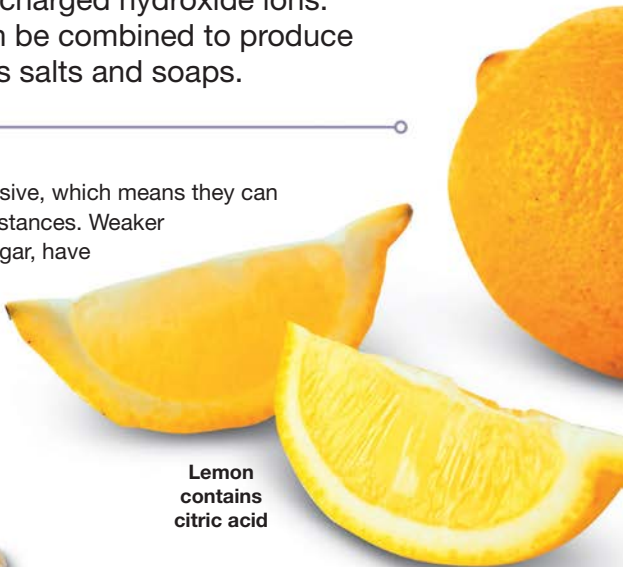 charged hydroxide ions.
be combined to produce
s salts and soaps.
sive, which means they can
stances. Weaker
gar, have
Lemon
contains
citric acid